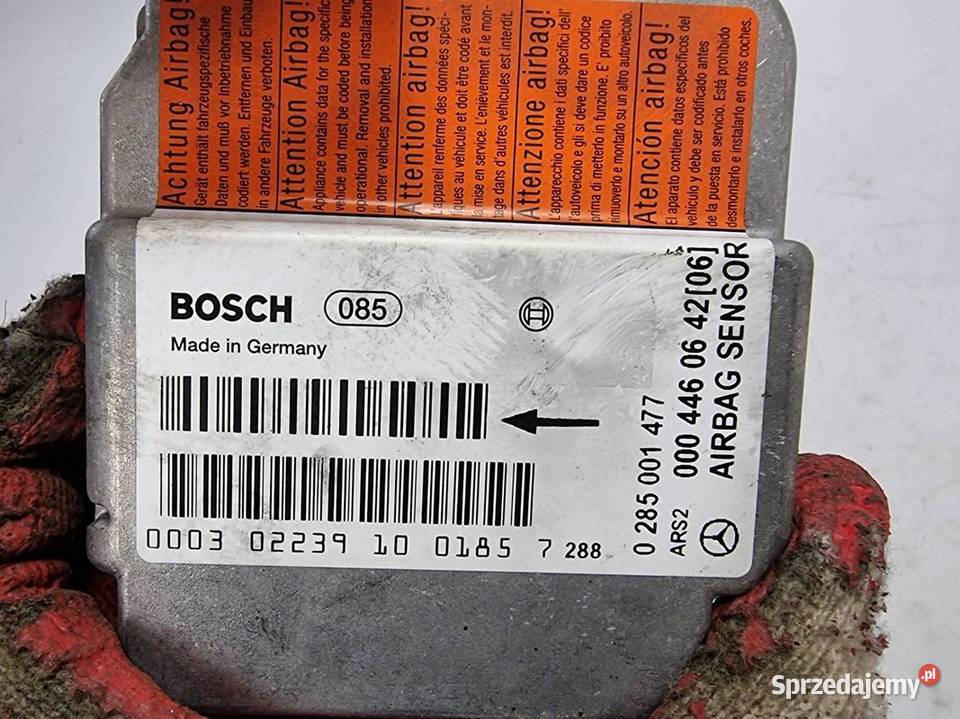 Achtung Airbag!
Gerät enthält fahrzeugspezifische
Daten und muß vor inbetriebnahme
codiert werden. Entfernen und Einbau
in andere Fahrzeuge verboten.
Attention Airbag!
Appliance contains data for the specific
vehicle and must be coded before being
operational. Removal and installation
in other vehicles prohibited.
Attention airbag!
L'appareil renferme des données spéci-
fiques au véhicule et doit être codé avant
la mise en service. L'enlèvement et le mon-
tage dans d'autres véhicules est interdit.
Attenzione airbag!
L'apparecchio contiene i dati specifici dell'
autoveicolo e gli si deve dare un codice
prima di metterlo in funzione. E' proibito
rimuoverlo e montarlo su un altro autoveicolo.
Atención airbag!
El aparato contiene datos especificos del
vehículo y debe ser codificado antes
de la puesta en servicio. Está prohibido
desmontarlo e instalarlo en otros coches.
BOSCH 085
Made in Germany
0003 02239 10 0185 7 288
0 285 001 477
ARS2 000 446 06 42[06]
AIRBAG SENSOR
Sprzedajemy.pl